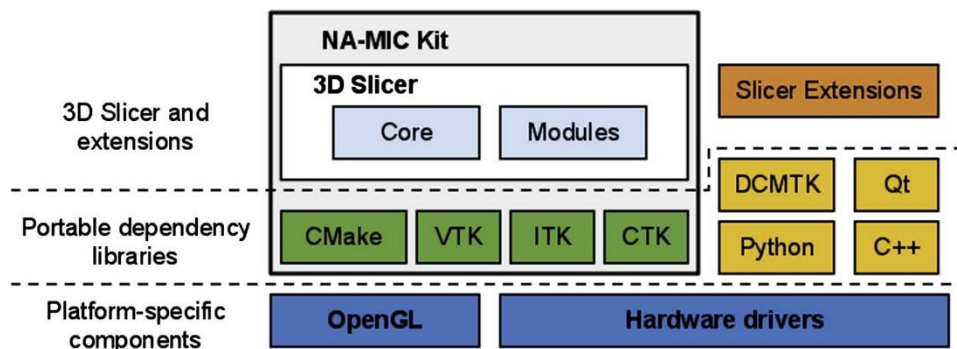 NA-MIC Kit
3D Slicer
Core
Modules
Slicer Extensions
3D Slicer and
extensions
DCMTK
Qt
Portable dependency
libraries
CMake
VTK
ITK
CTK
Python
C++
Platform-specific
components
OpenGL
Hardware drivers